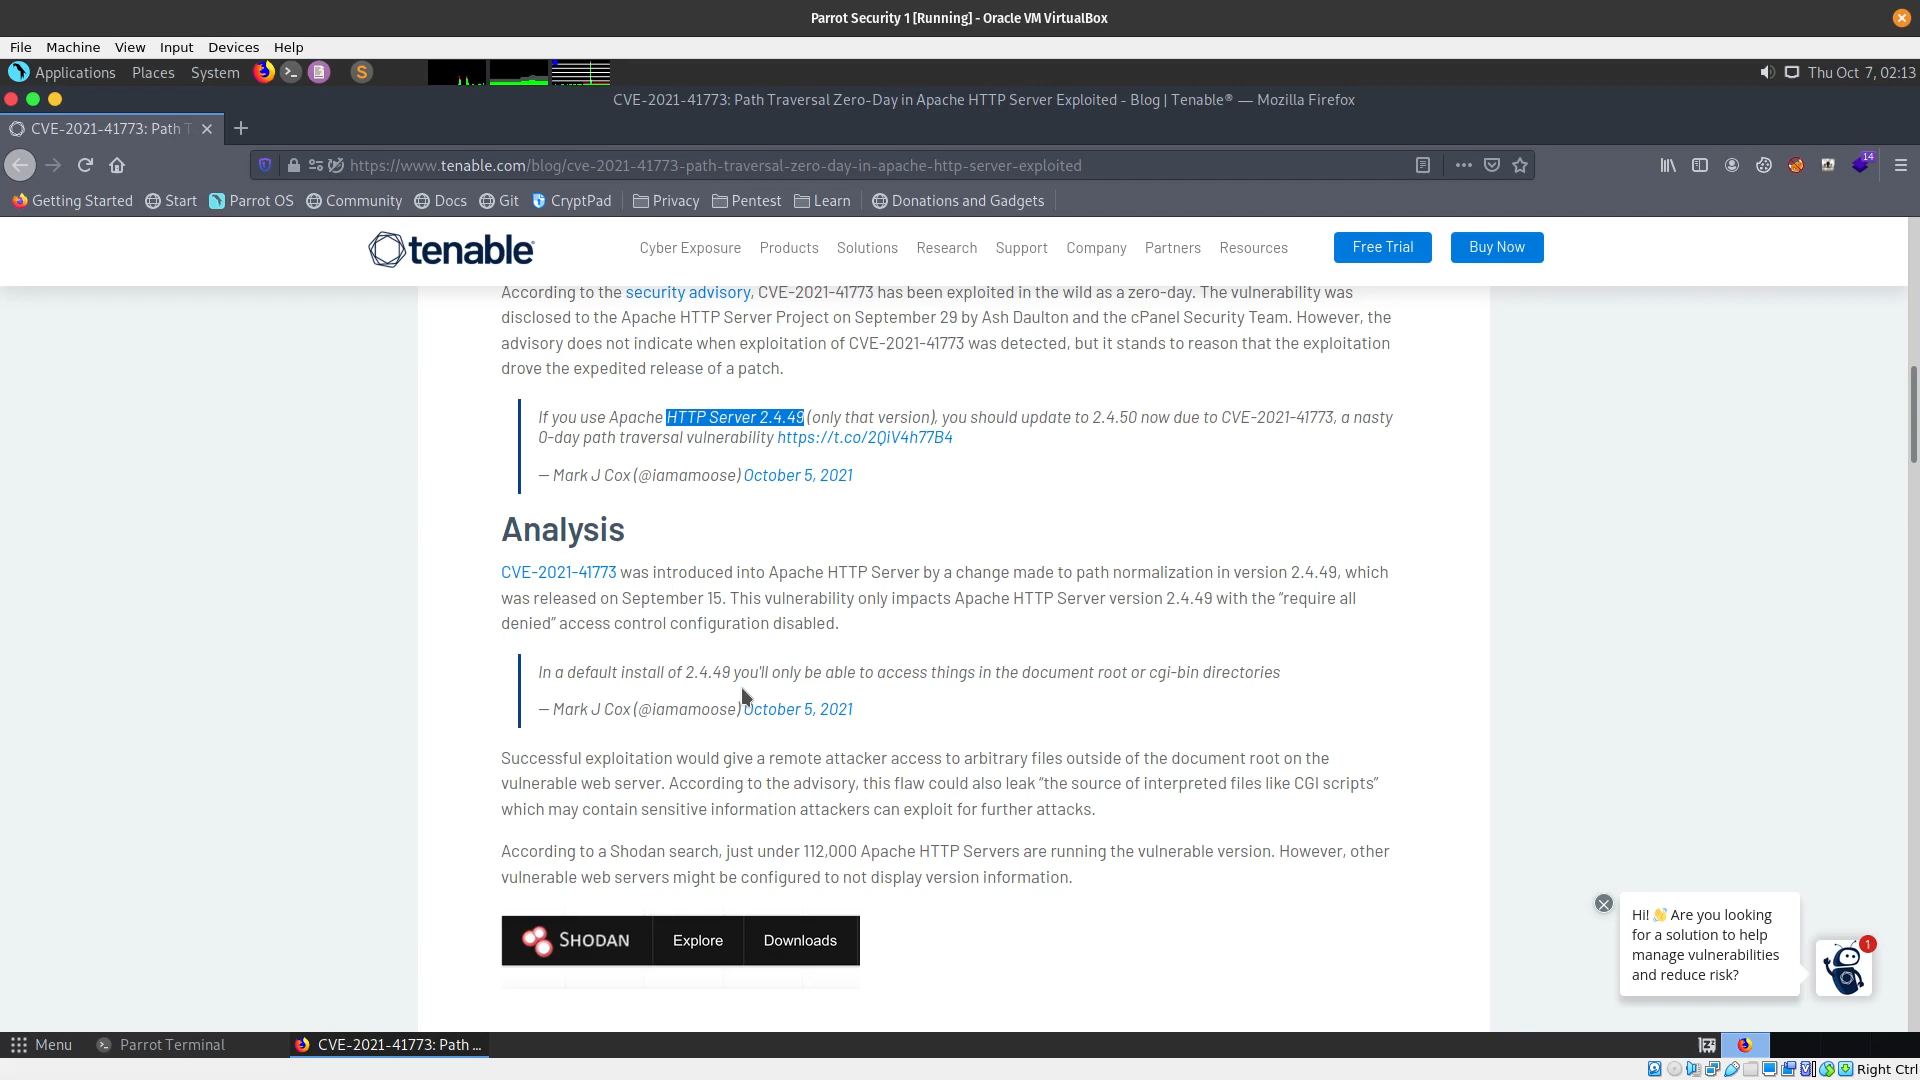 Parrot Security 1 [Running] - Oracle VM VirtualBox
File Machine View Input Devices Help
Applications Places System
Thu Oct 7, 02:13
CVE-2021-41773: Path Traversal Zero-Day in Apache HTTP Server Exploited - Blog | Tenable® — Mozilla Firefox
CVE-2021-41773: Path T
https://www.tenable.com/blog/cve-2021-41773-path-traversal-zero-day-in-apache-http-server-exploited
14
Getting Started Start Parrot OS Community Docs Git CryptPad Privacy Pentest Learn Donations and Gadgets
tenable
Cyber Exposure Products Solutions Research Support Company Partners Resources Free Trial Buy Now
According to the security advisory, CVE-2021-41773 has been exploited in the wild as a zero-day. The vulnerability was
disclosed to the Apache HTTP Server Project on September 29 by Ash Daulton and the cPanel Security Team. However, the
advisory does not indicate when exploitation of CVE-2021-41773 was detected, but it stands to reason that the exploitation
drove the expedited release of a patch.
If you use Apache HTTP Server 2.4.49 (only that version), you should update to 2.4.50 now due to CVE-2021-41773, a nasty
0-day path traversal vulnerability https://t.co/2QiV4h77B4
— Mark J Cox (@iamamoose) October 5, 2021
Analysis
CVE-2021-41773 was introduced into Apache HTTP Server by a change made to path normalization in version 2.4.49, which
was released on September 15. This vulnerability only impacts Apache HTTP Server version 2.4.49 with the “require all
denied” access control configuration disabled.
In a default install of 2.4.49 you'll only be able to access things in the document root or cgi-bin directories
— Mark J Cox (@iamamoose) October 5, 2021
Successful exploitation would give a remote attacker access to arbitrary files outside of the document root on the
vulnerable web server. According to the advisory, this flaw could also leak “the source of interpreted files like CGI scripts”
which may contain sensitive information attackers can exploit for further attacks.
According to a Shodan search, just under 112,000 Apache HTTP Servers are running the vulnerable version. However, other
vulnerable web servers might be configured to not display version information.
SHODAN Explore Downloads
Hi! 👋 Are you looking
for a solution to help
manage vulnerabilities
and reduce risk?
1
Menu Parrot Terminal CVE-2021-41773: Path ...
Right Ctrl